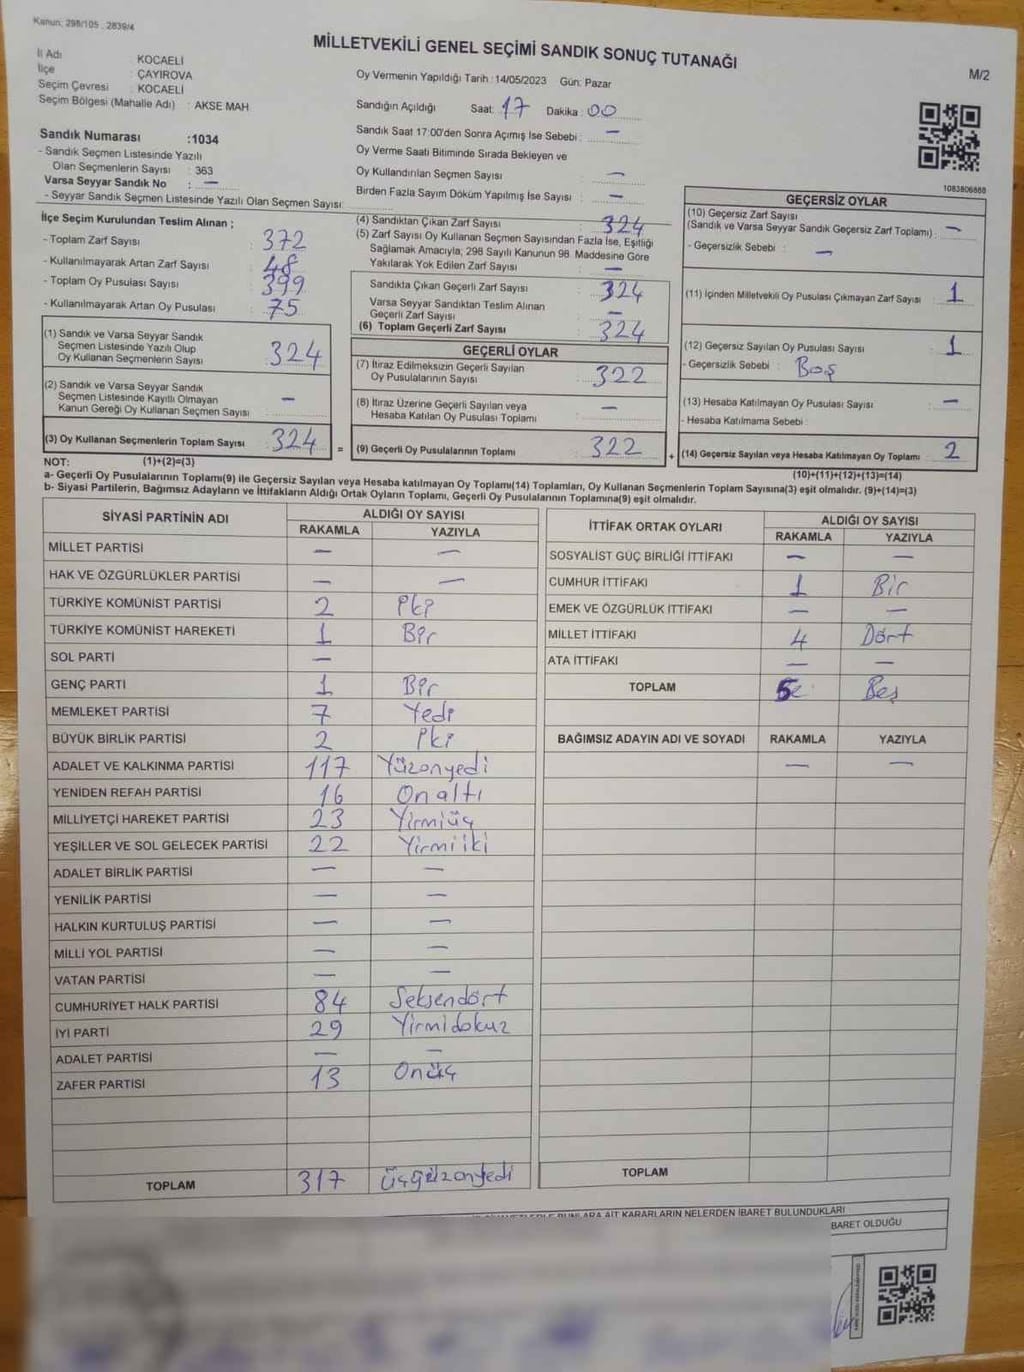 Kanun: 298/105 , 2839/4
MİLLETVEKİLİ GENEL SEÇİMİ SANDIK SONUÇ TUTANAĞI
M/2
İl Adı : KOCAELİ
İlçe : ÇAYIROVA
Seçim Çevresi : KOCAELİ
Seçim Bölgesi (Mahalle Adı) : AKSE MAH
Sandık Numarası :1034
- Sandık Seçmen Listesinde Yazılı
Olan Seçmenlerin Sayısı : 363
Varsa Seyyar Sandık No : —
- Seyyar Sandık Seçmen Listesinde Yazılı Olan Seçmen Sayısı:
Oy Vermenin Yapıldığı Tarih :14/05/2023 Gün: Pazar
Sandığın Açıldığı Saat: 17 Dakika : 00
Sandık Saat 17:00'den Sonra Açımış İse Sebebi : —
Oy Verme Saati Bitiminde Sırada Bekleyen ve
Oy Kullandırılan Seçmen Sayısı : —
Birden Fazla Sayım Döküm Yapılmış İse Sayısı : —
1083806868
İlçe Seçim Kurulundan Teslim Alınan ;
- Toplam Zarf Sayısı : 372
- Kullanılmayarak Artan Zarf Sayısı : 48
- Toplam Oy Pusulası Sayısı : 399
- Kullanılmayarak Artan Oy Pusulası : 75
(1) Sandık ve Varsa Seyyar Sandık
Seçmen Listesinde Yazılı Olup
Oy Kullanan Seçmenlerin Sayısı : 324
(2) Sandık ve Varsa Seyyar Sandık
Seçmen Listesinde Kayıtlı Olmayan
Kanun Gereği Oy Kullanan Seçmen Sayısı : —
(3) Oy Kullanan Seçmenlerin Toplam Sayısı : 324 =
(4) Sandıktan Çıkan Zarf Sayısı : 324
(5) Zarf Sayısı Oy Kullanan Seçmen Sayısından Fazla İse, Eşitliği
Sağlamak Amacıyla; 298 Sayılı Kanunun 98. Maddesine Göre
Yakılarak Yok Edilen Zarf Sayısı : —
Sandıkta Çıkan Geçerli Zarf Sayısı : 324
Varsa Seyyar Sandıktan Teslim Alınan
Geçerli Zarf Sayısı : —
(6) Toplam Geçerli Zarf Sayısı : 324
GEÇERLİ OYLAR
(7) İtiraz Edilmeksizin Geçerli Sayılan
Oy Pusulalarının Sayısı : 322
(8) İtiraz Üzerine Geçerli Sayılan veya
Hesaba Katılan Oy Pusulası Toplamı : —
(9) Geçerli Oy Pusulalarının Toplamı : 322 +
GEÇERSİZ OYLAR
(10) Geçersiz Zarf Sayısı
(Sandık ve Varsa Seyyar Sandık Geçersiz Zarf Toplamı) : —
- Geçersizlik Sebebi : —
(11) İçinden Milletvekili Oy Pusulası Çıkmayan Zarf Sayısı : 1
(12) Geçersiz Sayılan Oy Pusulası Sayısı : 1
- Geçersizlik Sebebi : Boş
(13) Hesaba Katılmayan Oy Pusulası Sayısı : —
- Hesaba Katılmama Sebebi :
(14) Geçersiz Sayılan veya Hesaba Katılmayan Oy Toplamı : 2
NOT: (1)+(2)=(3) (10)+(11)+(12)+(13)=(14)
a- Geçerli Oy Pusulalarının Toplamı(9) ile Geçersiz Sayılan veya Hesaba katılmayan Oy Toplamı(14) Toplamları, Oy Kullanan Seçmenlerin Toplam Sayısına(3) eşit olmalıdır. (9)+(14)=(3)
b- Siyasi Partilerin, Bağımsız Adayların ve İttifakların Aldığı Ortak Oyların Toplamı, Geçerli Oy Pusulalarının Toplamına(9) eşit olmalıdır.
SİYASİ PARTİNİN ADI ALDIĞI OY SAYISI
RAKAMLA YAZIYLA
MİLLET PARTİSİ — —
HAK VE ÖZGÜRLÜKLER PARTİSİ — —
TÜRKİYE KOMÜNİST PARTİSİ 2 İki
TÜRKİYE KOMÜNİST HAREKETİ 1 Bir
SOL PARTİ —
GENÇ PARTİ 1 Bir
MEMLEKET PARTİSİ 7 Yedi
BÜYÜK BİRLİK PARTİSİ 2 İki
ADALET VE KALKINMA PARTİSİ 117 Yüzonyedi
YENİDEN REFAH PARTİSİ 16 Onaltı
MİLLİYETÇİ HAREKET PARTİSİ 23 Yirmiüç
YEŞİLLER VE SOL GELECEK PARTİSİ 22 Yirmiiki
ADALET BİRLİK PARTİSİ — —
YENİLİK PARTİSİ — —
HALKIN KURTULUŞ PARTİSİ — —
MİLLİ YOL PARTİSİ — —
VATAN PARTİSİ — —
CUMHURİYET HALK PARTİSİ 84 Seksendört
İYİ PARTİ 29 Yirmidokuz
ADALET PARTİSİ — —
ZAFER PARTİSİ 13 Onüç
TOPLAM 317 üçyüzonyedi
İTTİFAK ORTAK OYLARI ALDIĞI OY SAYISI
RAKAMLA YAZIYLA
SOSYALİST GÜÇ BİRLİĞİ İTTİFAKI — —
CUMHUR İTTİFAKI 1 Bir
EMEK VE ÖZGÜRLÜK İTTİFAKI — —
MİLLET İTTİFAKI 4 Dört
ATA İTTİFAKI — —
TOPLAM 5 Beş
BAĞIMSIZ ADAYIN ADI VE SOYADI RAKAMLA YAZIYLA
— —
TOPLAM
BUNLARA AİT KARARLARIN NELERDEN İBARET BULUNDUKLARI
BARET OLDUĞU